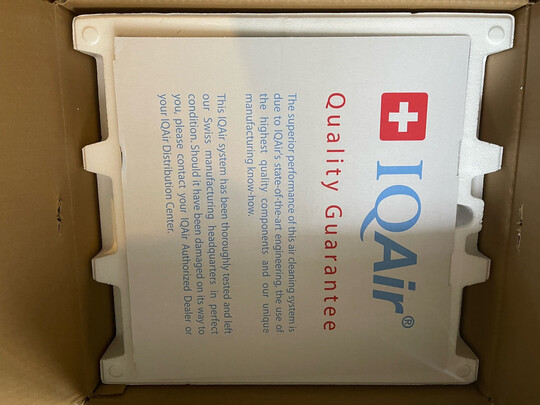 IQAir®
Quality Guarantee
The superior performance of this air cleaning system is
due to IQAir's state-of-the-art engineering, the use of
the highest quality components and our unique
manufacturing know-how.
This IQAir system has been thoroughly tested and left
our Swiss manufacturing headquarters in perfect
condition. Should it have been damaged on its way to
you, please contact your IQAir Authorized Dealer or
your IQAir Distribution Center.